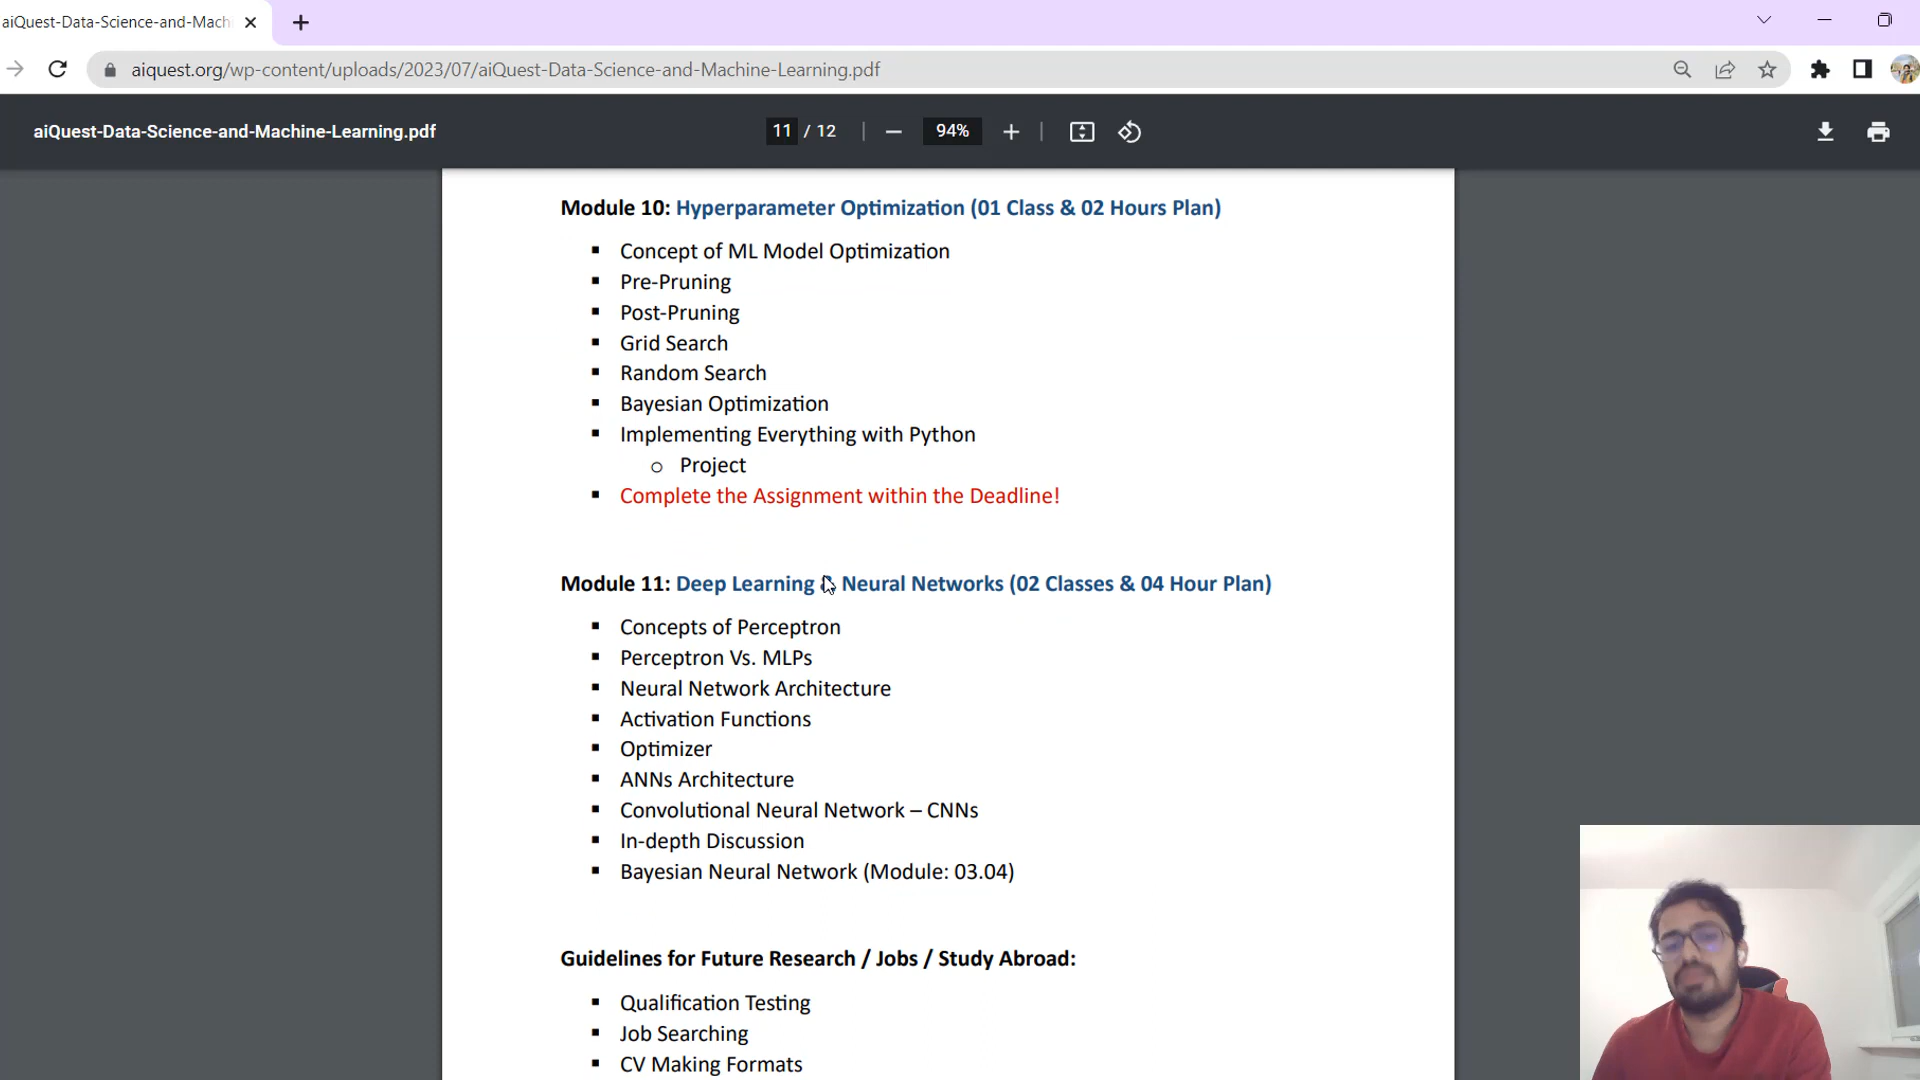 aiQuest-Data-Science-and-Mach
aiquest.org/wp-content/uploads/2023/07/aiQuest-Data-Science-and-Machine-Learning.pdf
aiQuest-Data-Science-and-Machine-Learning.pdf
11 / 12
94%
Module 10: Hyperparameter Optimization (01 Class & 02 Hours Plan)
▪ Concept of ML Model Optimization
▪ Pre-Pruning
▪ Post-Pruning
▪ Grid Search
▪ Random Search
▪ Bayesian Optimization
▪ Implementing Everything with Python
o Project
▪ Complete the Assignment within the Deadline!
Module 11: Deep Learning & Neural Networks (02 Classes & 04 Hour Plan)
▪ Concepts of Perceptron
▪ Perceptron Vs. MLPs
▪ Neural Network Architecture
▪ Activation Functions
▪ Optimizer
▪ ANNs Architecture
▪ Convolutional Neural Network – CNNs
▪ In-depth Discussion
▪ Bayesian Neural Network (Module: 03.04)
Guidelines for Future Research / Jobs / Study Abroad:
▪ Qualification Testing
▪ Job Searching
▪ CV Making Formats